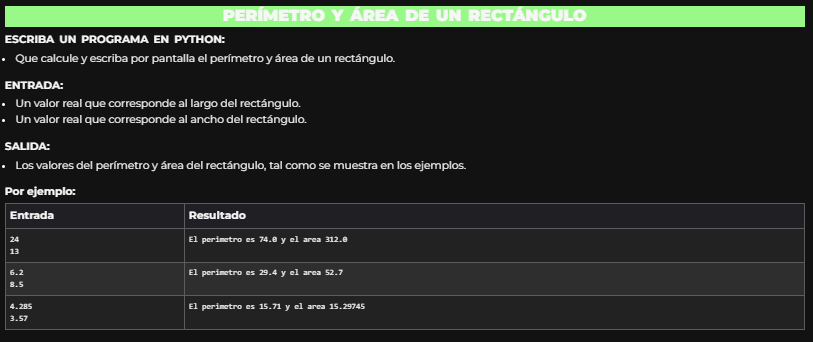 PERÍMETRO Y ÁREA DE UN RECTÁNGULO
ESCRIBA UN PROGRAMA EN PYTHON:
• Que calcule y escriba por pantalla el perímetro y área de un rectángulo.
ENTRADA:
• Un valor real que corresponde al largo del rectángulo.
• Un valor real que corresponde al ancho del rectángulo.
SALIDA:
• Los valores del perímetro y área del rectángulo, tal como se muestra en los ejemplos.
Por ejemplo:
Entrada Resultado
24 El perimetro es 74.0 y el area 312.0
13
6.2 El perimetro es 29.4 y el area 52.7
8.5
4.285 El perimetro es 15.71 y el area 15.29745
3.57